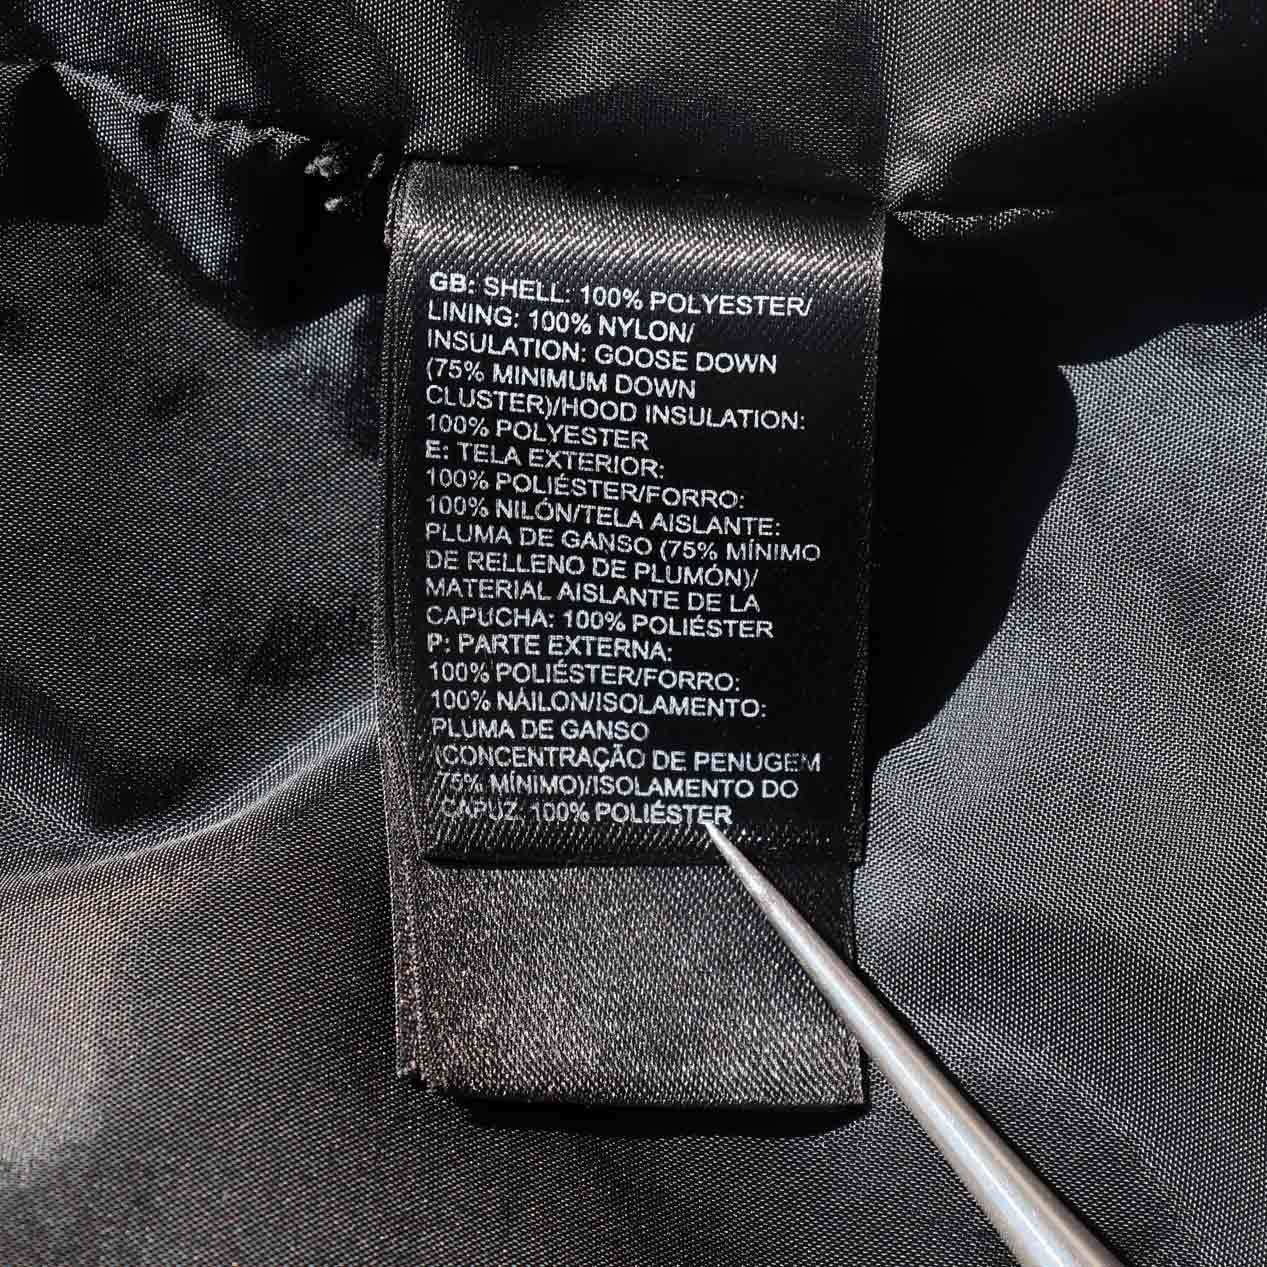 GB: SHELL: 100% POLYESTER/
LINING: 100% NYLON/
INSULATION: GOOSE DOWN
(75% MINIMUM DOWN
CLUSTER)/HOOD INSULATION:
100% POLYESTER
E: TELA EXTERIOR:
100% POLIÉSTER/FORRO:
100% NILÓN/TELA AISLANTE:
PLUMA DE GANSO (75% MÍNIMO
DE RELLENO DE PLUMÓN)/
MATERIAL AISLANTE DE LA
CAPUCHA: 100% POLIÉSTER
P: PARTE EXTERNA:
100% POLIÉSTER/FORRO:
100% NÁILON/ISOLAMENTO:
PLUMA DE GANSO
(CONCENTRAÇÃO DE PENUGEM
75% MÍNIMO)/ISOLAMENTO DO
CAPUZ: 100% POLIÉSTER